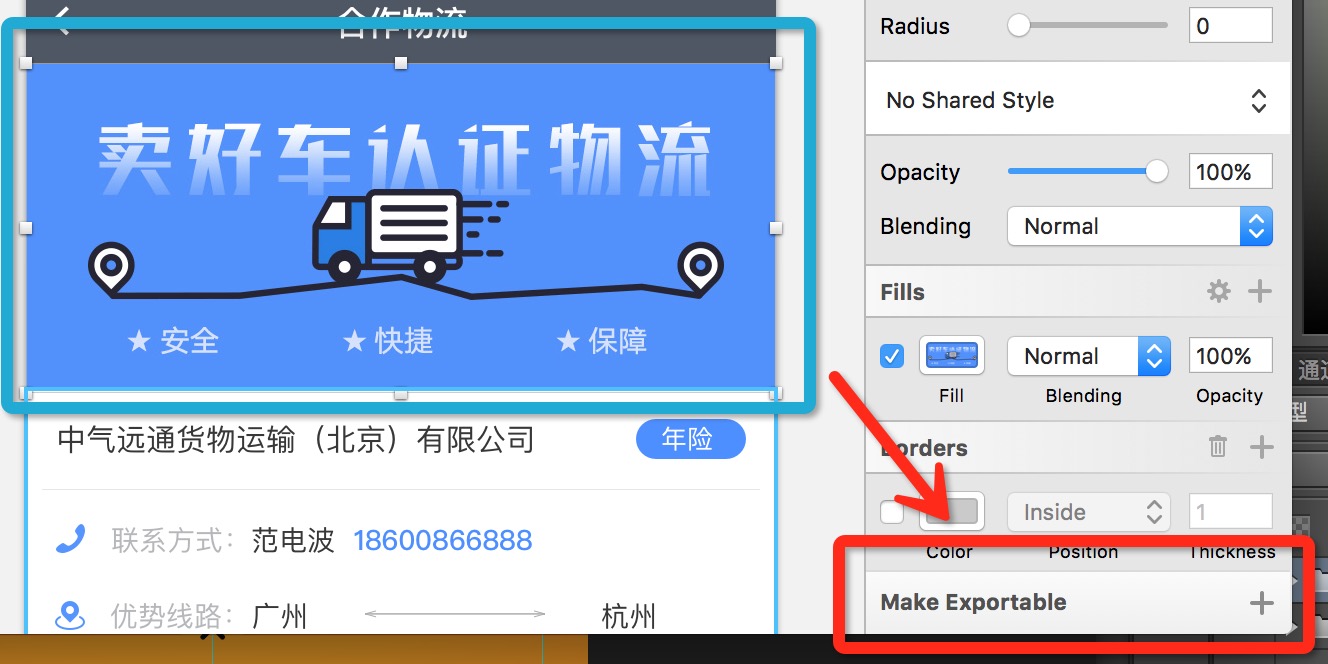 合作物流
卖好车认证物流
★ 安全 ★ 快捷 ★ 保障
中气远通货物运输（北京）有限公司 年险
联系方式： 范电波 18600866888
优势线路： 广州 杭州
Radius 0
No Shared Style
Opacity 100%
Blending Normal
Fills
Normal 100%
Fill Blending Opacity
Borders
Inside 1
Color Position Thickness
Make Exportable
型